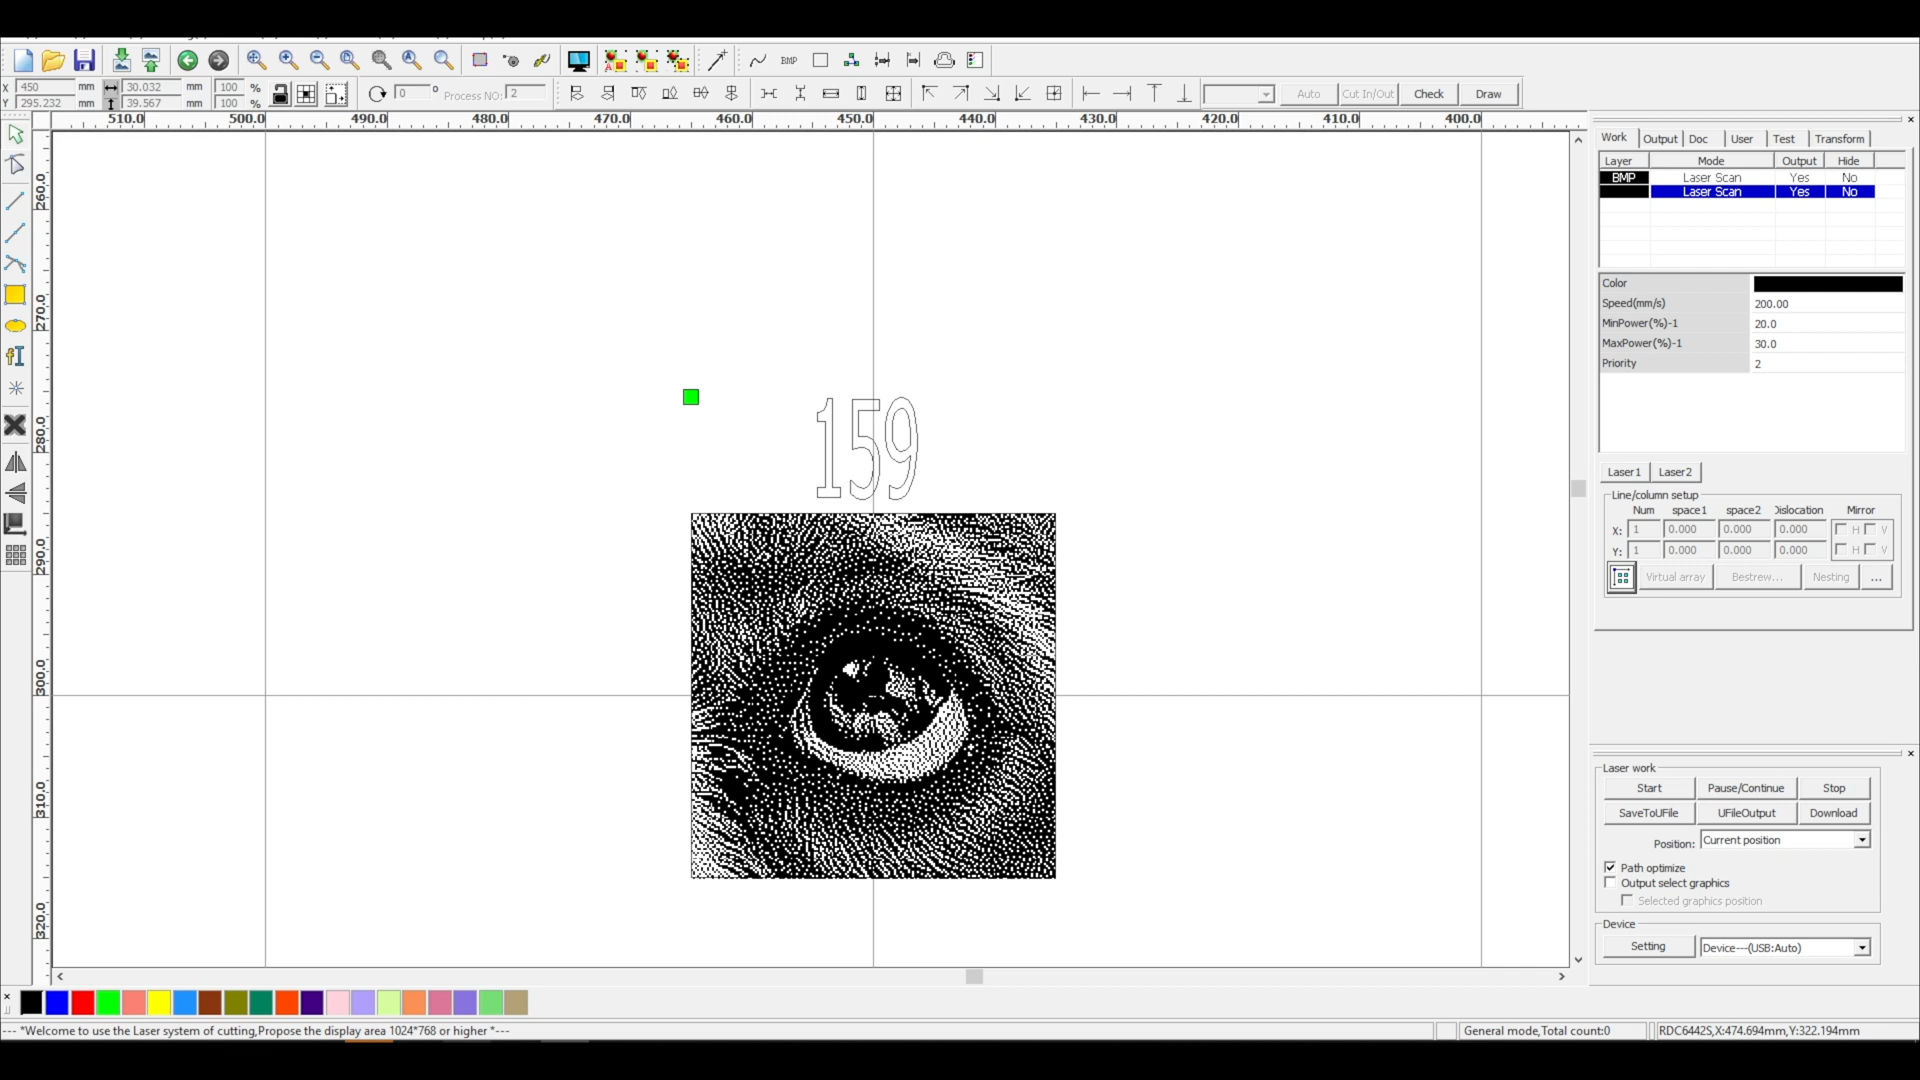 BMP
X 450 mm 30.032 mm 100 %
Y 295.232 mm 39.567 mm 100 %
0 ° Process NO: 2
Auto Cut In/Out Check Draw
510.0 500.0 490.0 480.0 470.0 460.0 450.0 440.0 430.0 420.0 410.0 400.0
260.0
270.0
280.0
290.0
300.0
310.0
320.0
159
Work Output Doc User Test Transform
Layer Mode Output Hide
BMP Laser Scan Yes No
Laser Scan Yes No
Color
Speed(mm/s) 200.00
MinPower(%)-1 20.0
MaxPower(%)-1 30.0
Priority 2
Laser1 Laser2
Line/column setup
Num space1 space2 Dislocation Mirror
X: 1 0.000 0.000 0.000 H V
Y: 1 0.000 0.000 0.000 H V
Virtual array Bestrew... Nesting ...
Laser work
Start Pause/Continue Stop
SaveToUFile UFileOutput Download
Position: Current position
Path optimize
Output select graphics
Selected graphics position
Device
Setting Device---(USB:Auto)
--- *Welcome to use the Laser system of cutting,Propose the display area 1024*768 or higher *---
General mode,Total count:0
RDC6442S,X:474.694mm,Y:322.194mm